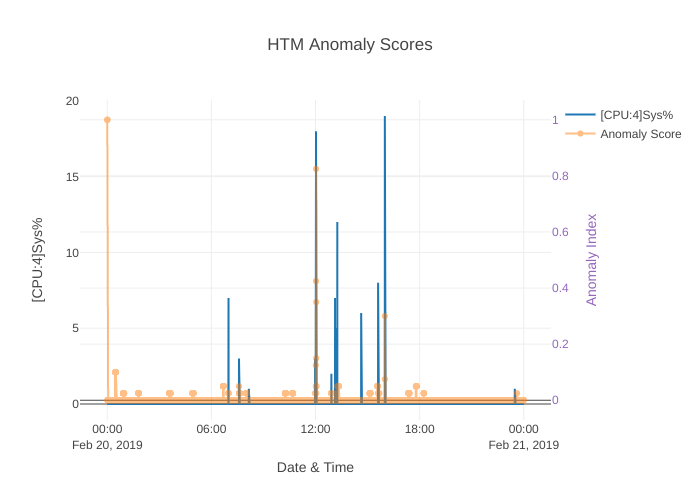 HTM Anomaly Scores
20
15
10
5
0
[CPU:4]Sys%
1
0.8
0.6
0.4
0.2
0
Anomaly Index
[CPU:4]Sys%
Anomaly Score
00:00 06:00 12:00 18:00 00:00
Feb 20, 2019 Feb 21, 2019
Date & Time